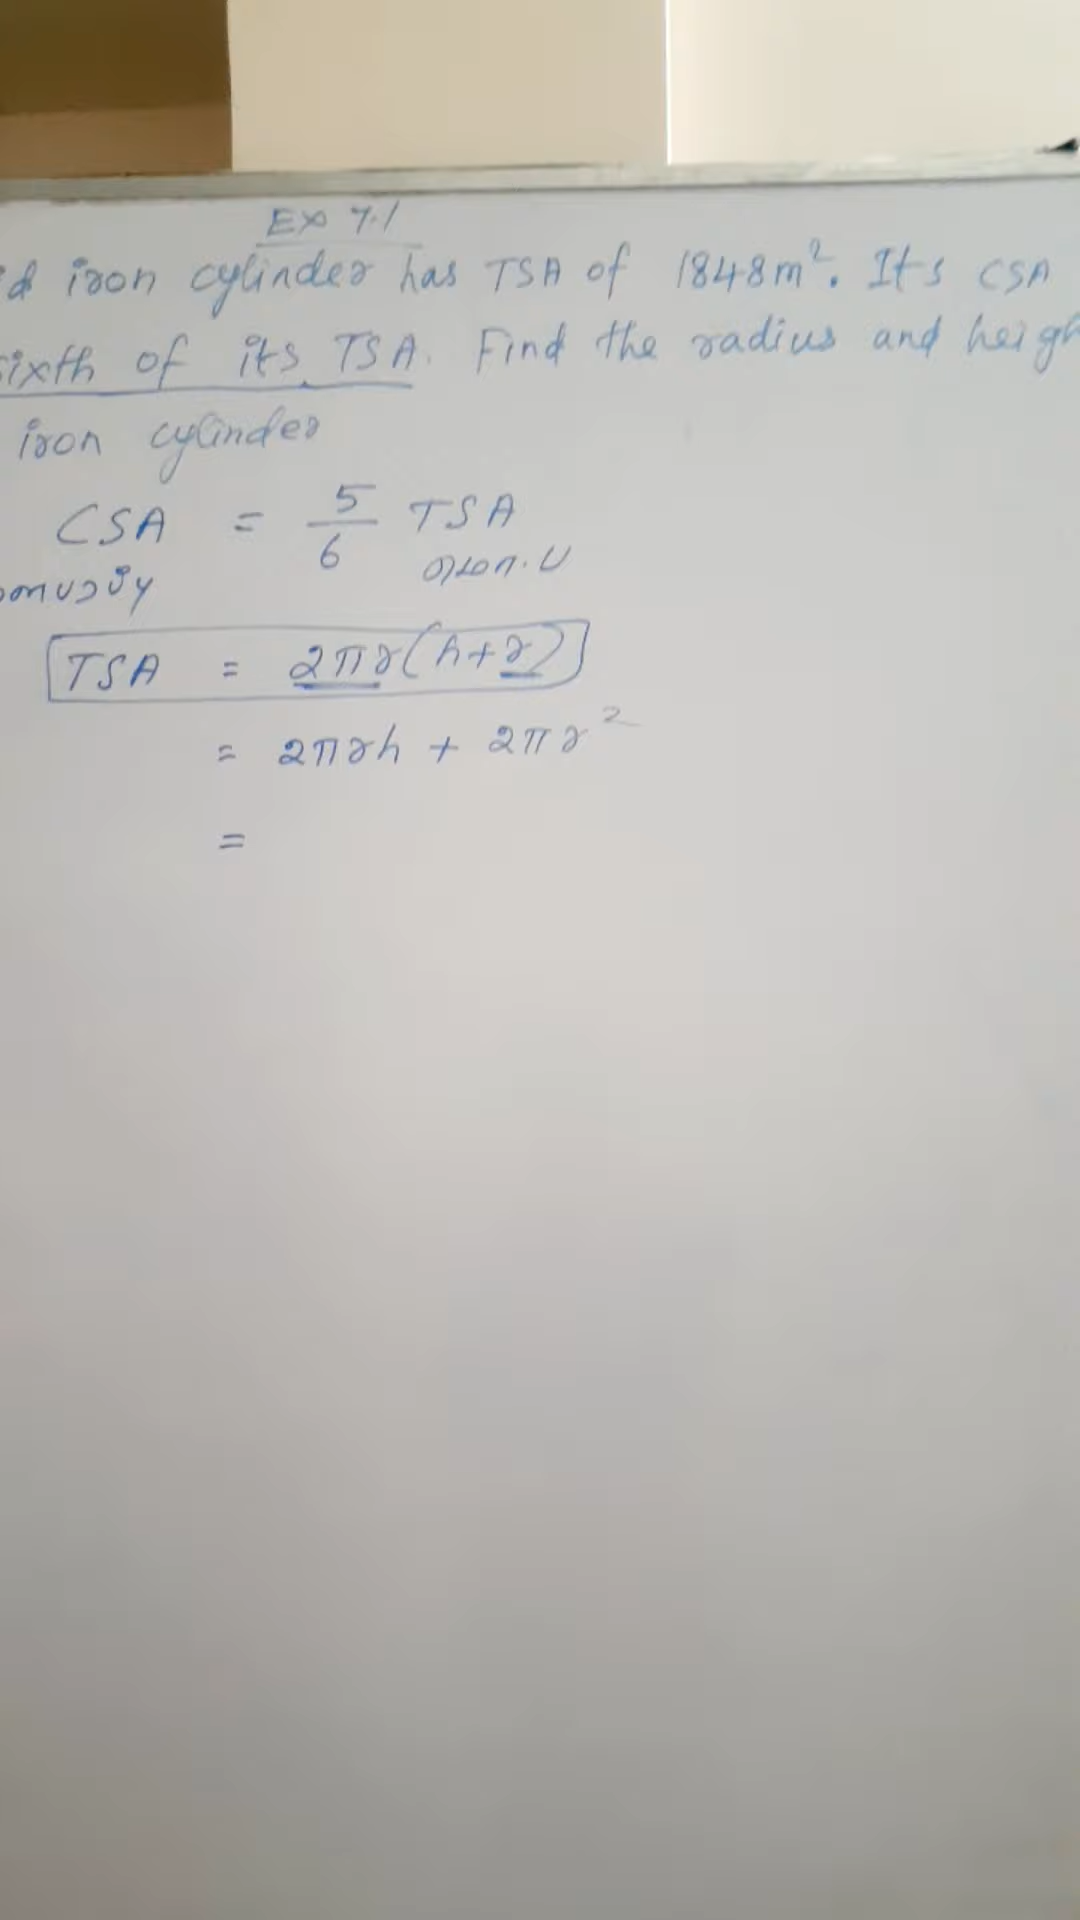 Ex 7.1
iron cylinder has TSA of 1848m². Its CSA
sixth of its TSA. Find the radius and heigh
iron cylinder
CSA = 5/6 TSA
TSA = 2πr(h+r)
= 2πrh + 2πr²
=